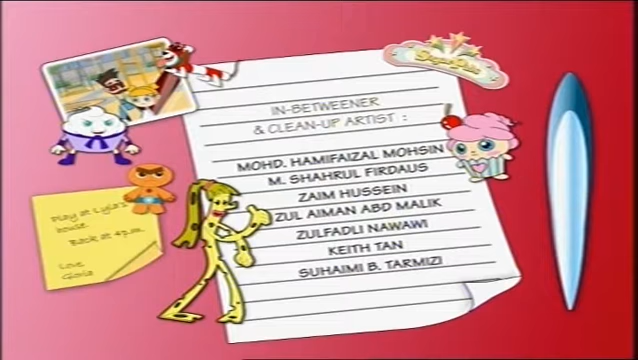 IN-BETWEENER
& CLEAN-UP ARTIST :
MOHD. HAMIFAIZAL MOHSIN
M. SHAHRUL FIRDAUS
ZAIM HUSSEIN
ZUL AIMAN ABD MALIK
ZULFADLI NAWAWI
KEITH TAN
SUHAIMI B. TARMIZI
Play at Lyla's
house.
Back at 4p.m.
Love
Gloria